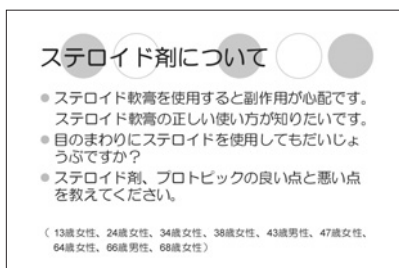 ステロイド剤について
ステロイド軟膏を使用すると副作用が心配です。
ステロイド軟膏の正しい使い方が知りたいです。
目のまわりにステロイドを使用してもだいじょ
うぶですか？
ステロイド剤、プロトピックの良い点と悪い点
を教えてください。
（ 13歳女性、24歳女性、34歳女性、38歳女性、43歳男性、47歳女性、
64歳女性、66歳男性、68歳女性）